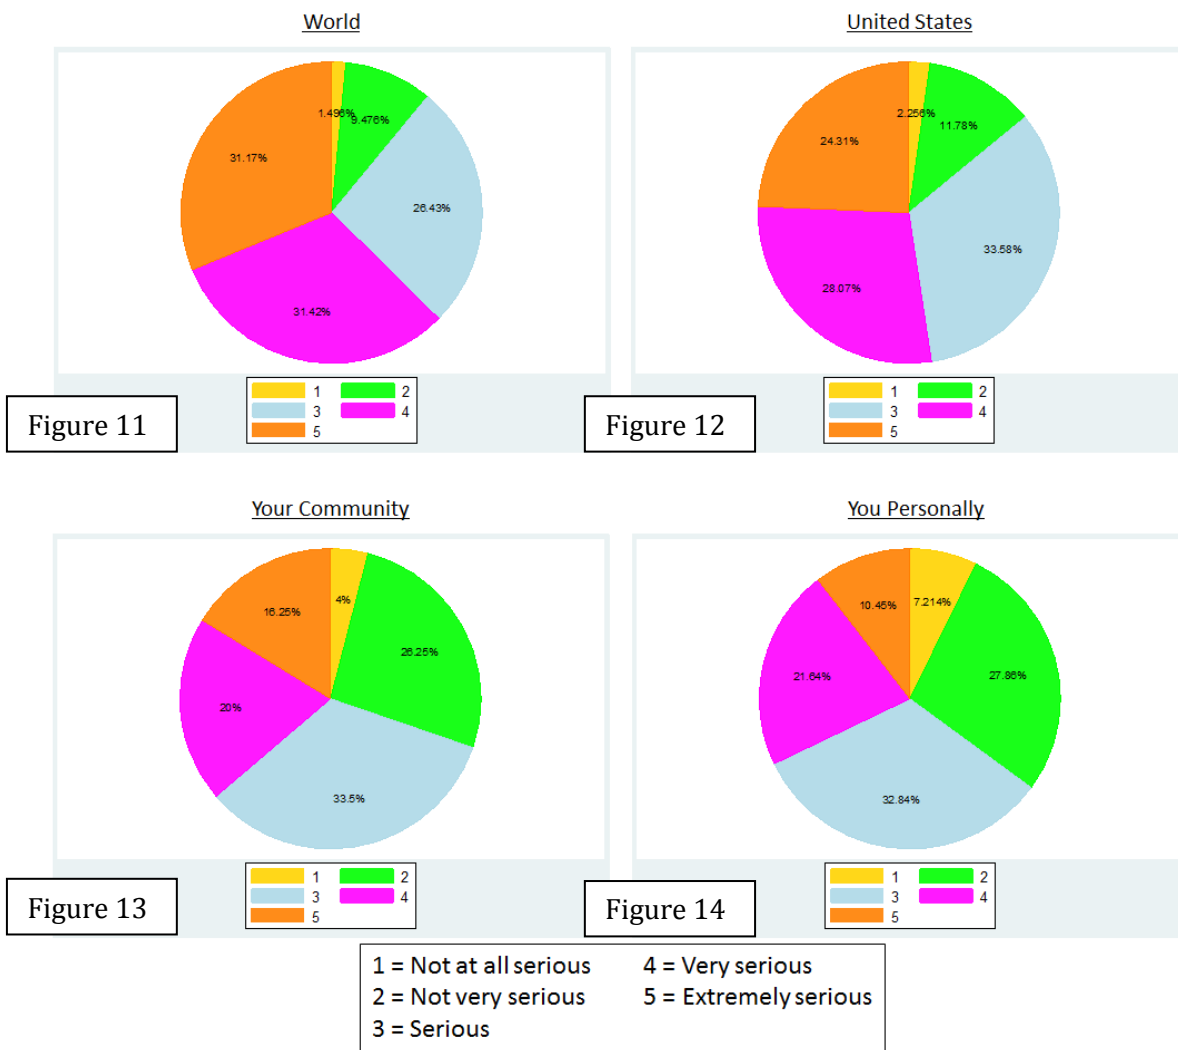 World
1.496%
9.476%
31.17%
26.43%
31.42%
1 2
3 4
5
Figure 11
United States
2.256%
11.78%
24.31%
33.58%
28.07%
1 2
3 4
5
Figure 12
Your Community
4%
16.25%
26.25%
20%
33.5%
1 2
3 4
5
Figure 13
You Personally
10.45%
7.214%
27.86%
21.64%
32.84%
1 2
3 4
5
Figure 14
1 = Not at all serious 4 = Very serious
2 = Not very serious 5 = Extremely serious
3 = Serious